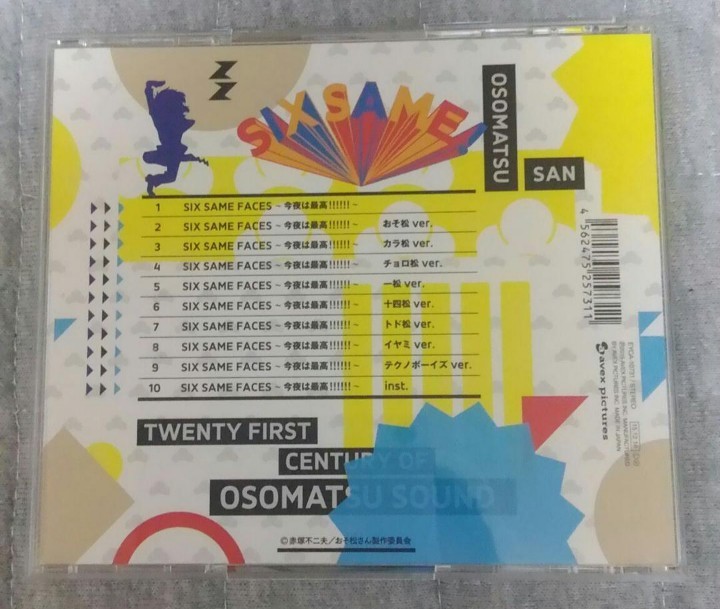 SIX SAME!
OSOMATSU
SAN
1 SIX SAME FACES ~今夜は最高!!!!!!~
2 SIX SAME FACES ~今夜は最高!!!!!!~ おそ松 ver.
3 SIX SAME FACES ~今夜は最高!!!!!!~ カラ松 ver.
4 SIX SAME FACES ~今夜は最高!!!!!!~ チョロ松 ver.
5 SIX SAME FACES ~今夜は最高!!!!!!~ 一松 ver.
6 SIX SAME FACES ~今夜は最高!!!!!!~ 十四松 ver.
7 SIX SAME FACES ~今夜は最高!!!!!!~ トド松 ver.
8 SIX SAME FACES ~今夜は最高!!!!!!~ イヤミ ver.
9 SIX SAME FACES ~今夜は最高!!!!!!~ テクノボーイズ ver.
10 SIX SAME FACES ~今夜は最高!!!!!!~ inst.
4 562475 257311
avex pictures
TWENTY FIRST
CENTURY OF
OSOMATSU SOUND
©赤塚不二夫/おそ松さん製作委員会